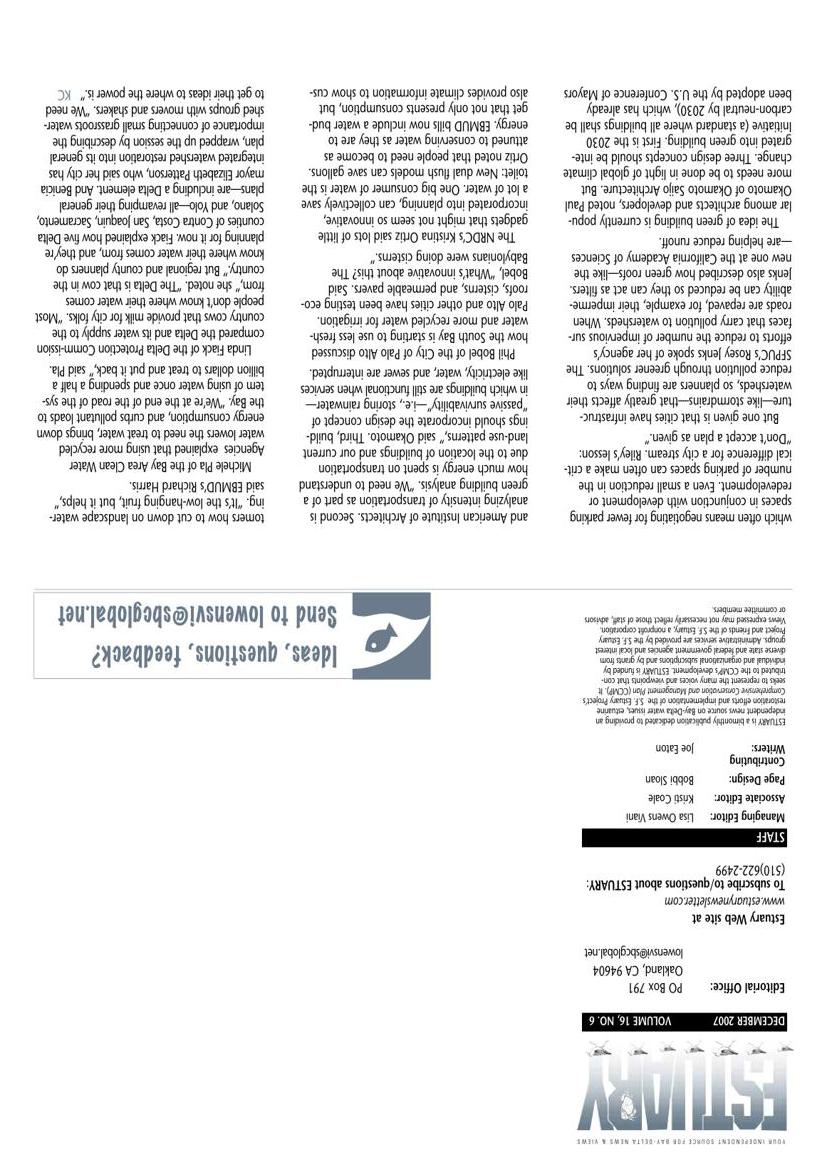 YOUR INDEPENDENT SOURCE FOR BAY-DELTA NEWS & VIEWS
ESTUARY
DECEMBER 2007 VOLUME 16, NO. 6
Editorial Office: PO Box 791
Oakland, CA 94604
lowensvi@sbcglobal.net
Estuary Web site at
www.estuarynewsletter.com
To subscribe to/questions about ESTUARY:
(510)622-2499
STAFF
Managing Editor: Lisa Owens Viani
Associate Editor: Kristi Coale
Page Design: Bobbi Sloan
Contributing
Writers: Joe Eaton
ESTUARY is a bimonthly publication dedicated to providing an
independent news source on Bay-Delta water issues, estuarine
restoration efforts and implementation of the S.F. Estuary Project's
Comprehensive Conservation and Management Plan (CCMP). It
seeks to represent the many voices and viewpoints that con-
tributed to the CCMP's development. ESTUARY is funded by
individual and organizational subscriptions and by grants from
diverse state and federal government agencies and local interest
groups. Administrative services are provided by the S.F. Estuary
Project and Friends of the S.F. Estuary, a nonprofit corporation.
Views expressed may not necessarily reflect those of staff, advisors
or committee members.
Ideas, questions, feedback?
Send to lowensvi@sbcglobal.net
which often means negotiating for fewer parking
spaces in conjunction with development or
redevelopment. Even a small reduction in the
number of parking spaces can often make a crit-
ical difference for a city stream. Riley's lesson:
"Don't accept a plan as given."
But one given is that cities have infrastruc-
ture—like stormdrains—that greatly affects their
watersheds, so planners are finding ways to
reduce pollution through greener solutions. The
SFPUC's Rosey Jenks spoke of her agency's
efforts to reduce the number of impervious sur-
faces that carry pollution to watersheds. When
roads are repaved, for example, their imperme-
ability can be reduced so they can act as filters.
Jenks also described how green roofs—like the
new one at the California Academy of Sciences
—are helping reduce runoff.
The idea of green building is currently popu-
lar among architects and developers, noted Paul
Okamoto of Okamoto Saijo Architecture. But
more needs to be done in light of global climate
change. Three design concepts should be inte-
grated into green building. First is the 2030
Initiative (a standard where all buildings shall be
carbon-neutral by 2030), which has already
been adopted by the U.S. Conference of Mayors
and American Institute of Architects. Second is
analyzing intensity of transportation as part of a
green building analysis. "We need to understand
how much energy is spent on transportation
due to the location of buildings and our current
land-use patterns," said Okamoto. Third, build-
ings should incorporate the design concept of
"passive survivability"—i.e., storing rainwater—
in which buildings are still functional when services
like electricity, water, and sewer are interrupted.
Phil Bobel of the City of Palo Alto discussed
how the South Bay is starting to use less fresh-
water and more recycled water for irrigation.
Palo Alto and other cities have been testing eco-
roofs, cisterns, and permeable pavers. Said
Bobel, "What's innovative about this? The
Babylonians were doing cisterns."
The NRDC's Kristina Ortiz said lots of little
gadgets that might not seem so innovative,
incorporated into planning, can collectively save
a lot of water. One big consumer of water is the
toilet: New dual flush models can save gallons.
Ortiz noted that people need to become as
attuned to conserving water as they are to
energy. EBMUD bills now include a water bud-
get that not only presents consumption, but
also provides climate information to show cus-
tomers how to cut down on landscape water-
ing. "It's the low-hanging fruit, but it helps,"
said EBMUD's Richard Harris.
Michele Pla of the Bay Area Clean Water
Agencies explained that using more recycled
water lowers the need to treat water, brings down
energy consumption, and curbs pollutant loads to
the Bay. "We're at the end of the road of the sys-
tem of using water once and spending a half a
billion dollars to treat and put it back," said Pla.
Linda Fiack of the Delta Protection Commission
compared the Delta and its water supply to the
country cows that provide milk for city folks. "Most
people don't know where their water comes
from," she noted. "The Delta is that cow in the
country." But regional and county planners do
know where their water comes from, and they're
planning for it now. Fiack explained how five Delta
counties of Contra Costa, San Joaquin, Sacramento,
Solano, and Yolo—all revamping their general
plans—are including a Delta element. And Benicia
mayor Elizabeth Patterson, who said her city has
integrated watershed restoration into its general
plan, wrapped up the session by describing the
importance of connecting small grassroots water-
shed groups with movers and shakers. "We need
to get their ideas to where the power is." KC